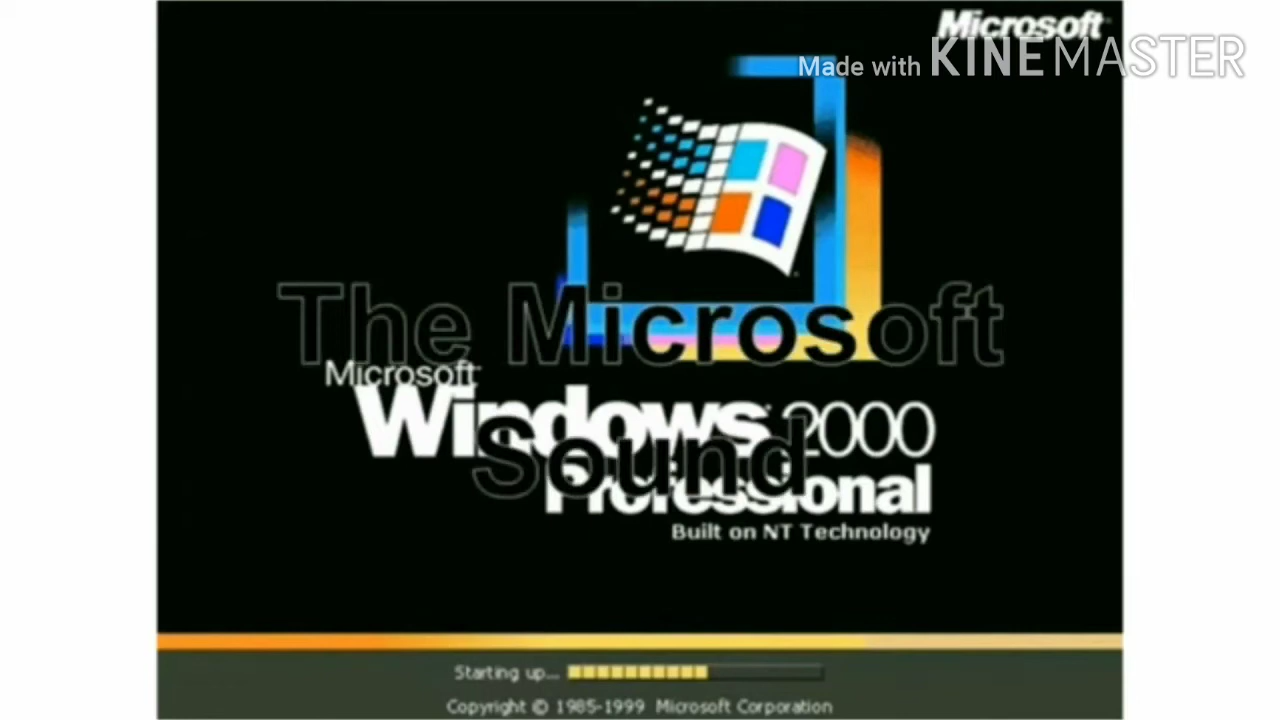 Microsoft
Made with KINEMASTER
The Microsoft
Sound
Microsoft
Windows 2000
Professional
Built on NT Technology
Starting up...
Copyright © 1985-1999 Microsoft Corporation